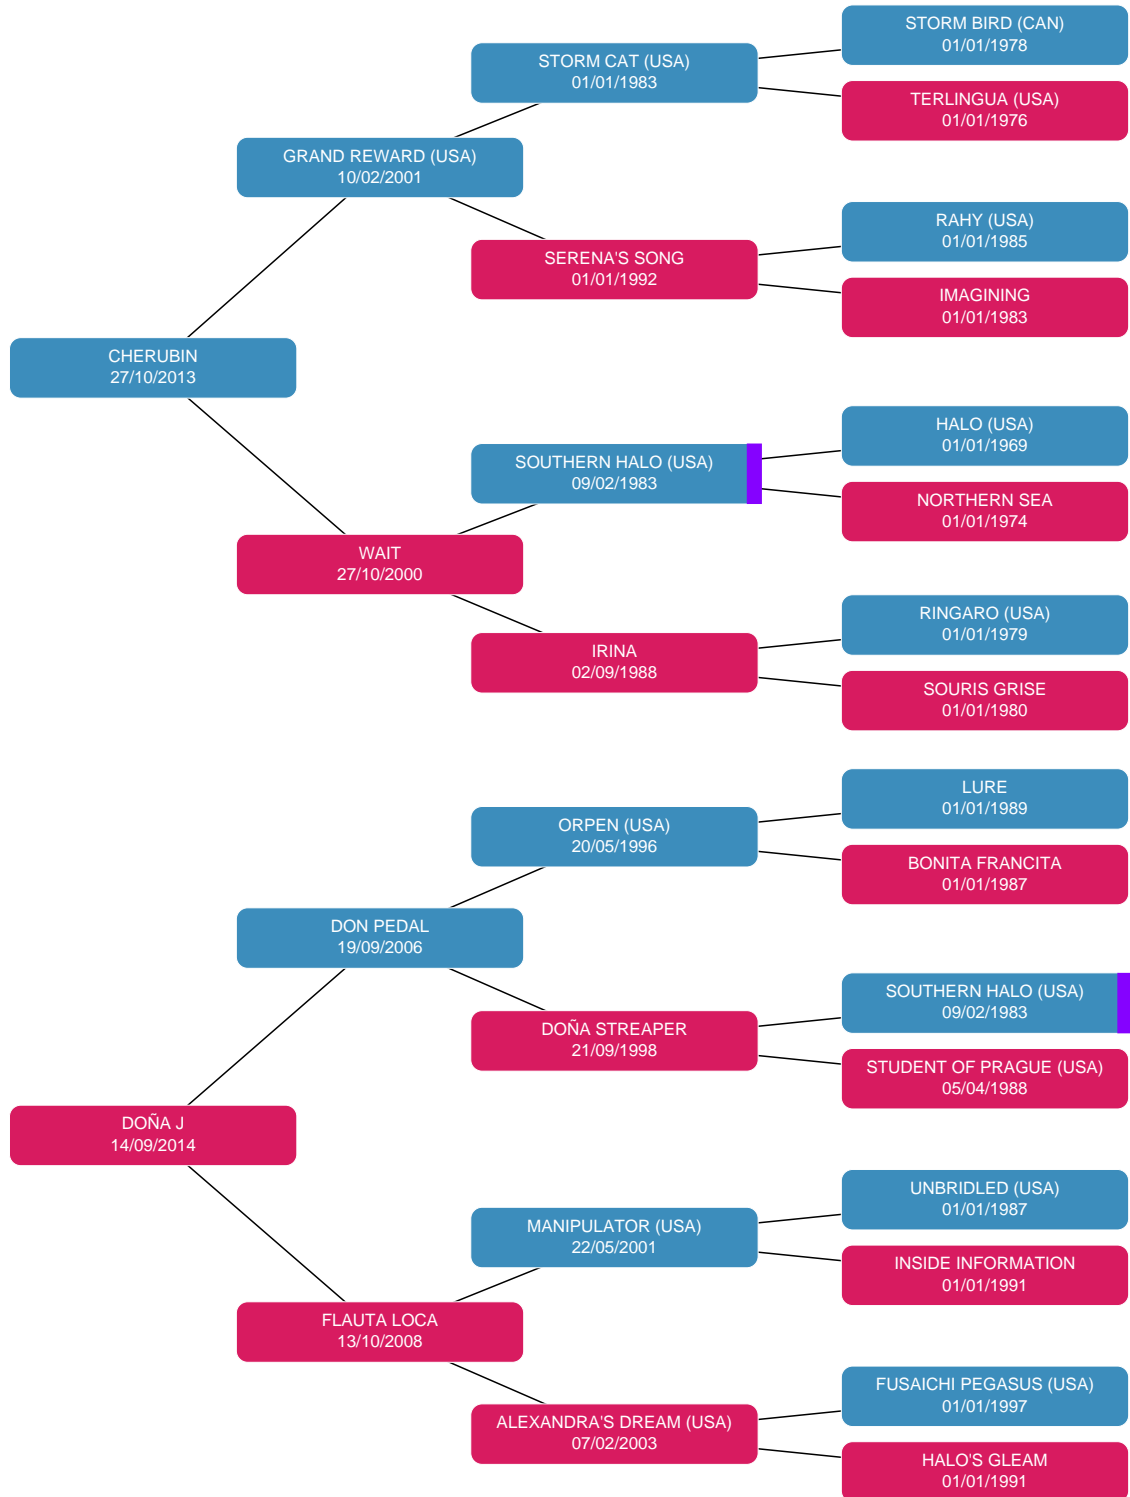 STORM BIRD (CAN)
01/01/1978
STORM CAT (USA)
01/01/1983
TERLINGUA (USA)
01/01/1976
GRAND REWARD (USA)
10/02/2001
RAHY (USA)
01/01/1985
SERENA'S SONG
01/01/1992
IMAGINING
01/01/1983
CHERUBIN
27/10/2013
HALO (USA)
01/01/1969
SOUTHERN HALO (USA)
09/02/1983
NORTHERN SEA
01/01/1974
WAIT
27/10/2000
RINGARO (USA)
01/01/1979
IRINA
02/09/1988
SOURIS GRISE
01/01/1980
LURE
01/01/1989
ORPEN (USA)
20/05/1996
BONITA FRANCITA
01/01/1987
DON PEDAL
19/09/2006
SOUTHERN HALO (USA)
09/02/1983
DOÑA STREAPER
21/09/1998
STUDENT OF PRAGUE (USA)
05/04/1988
DOÑA J
14/09/2014
UNBRIDLED (USA)
01/01/1987
MANIPULATOR (USA)
22/05/2001
INSIDE INFORMATION
01/01/1991
FLAUTA LOCA
13/10/2008
FUSAICHI PEGASUS (USA)
01/01/1997
ALEXANDRA'S DREAM (USA)
07/02/2003
HALO'S GLEAM
01/01/1991